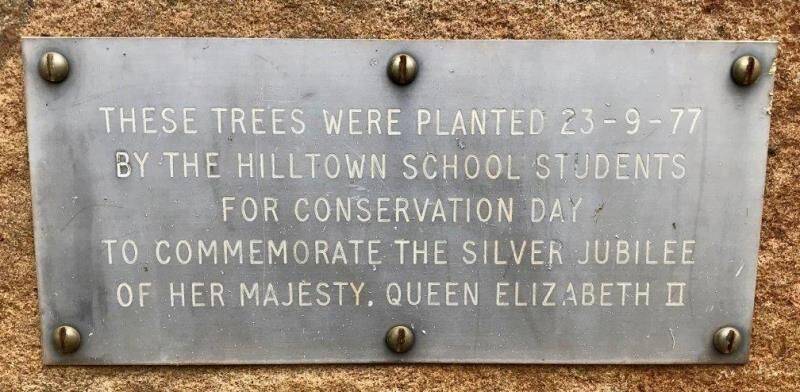 THESE TREES WERE PLANTED 23-9-77
BY THE HILLTOWN SCHOOL STUDENTS
FOR CONSERVATION DAY
TO COMMEMORATE THE SILVER JUBILEE
OF HER MAJESTY, QUEEN ELIZABETH II